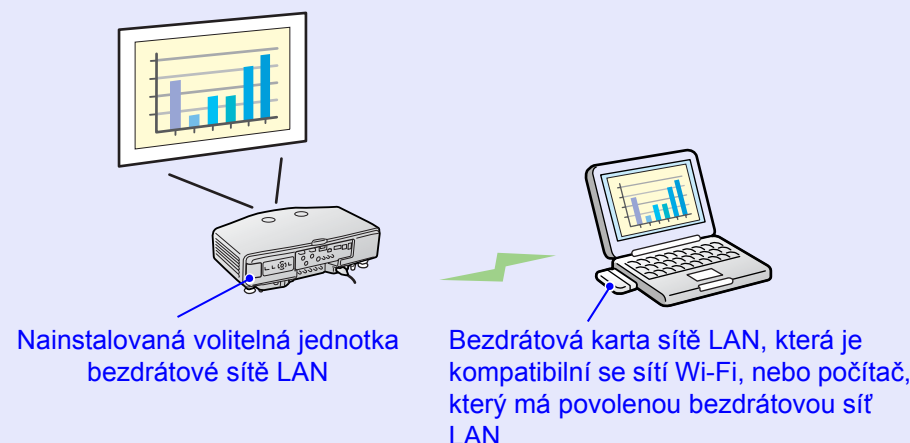 Nainstalovaná volitelná jednotka
bezdrátové sítě LAN
Bezdrátová karta sítě LAN, která je
kompatibilní se sítí Wi-Fi, nebo počítač,
který má povolenou bezdrátovou síť
LAN